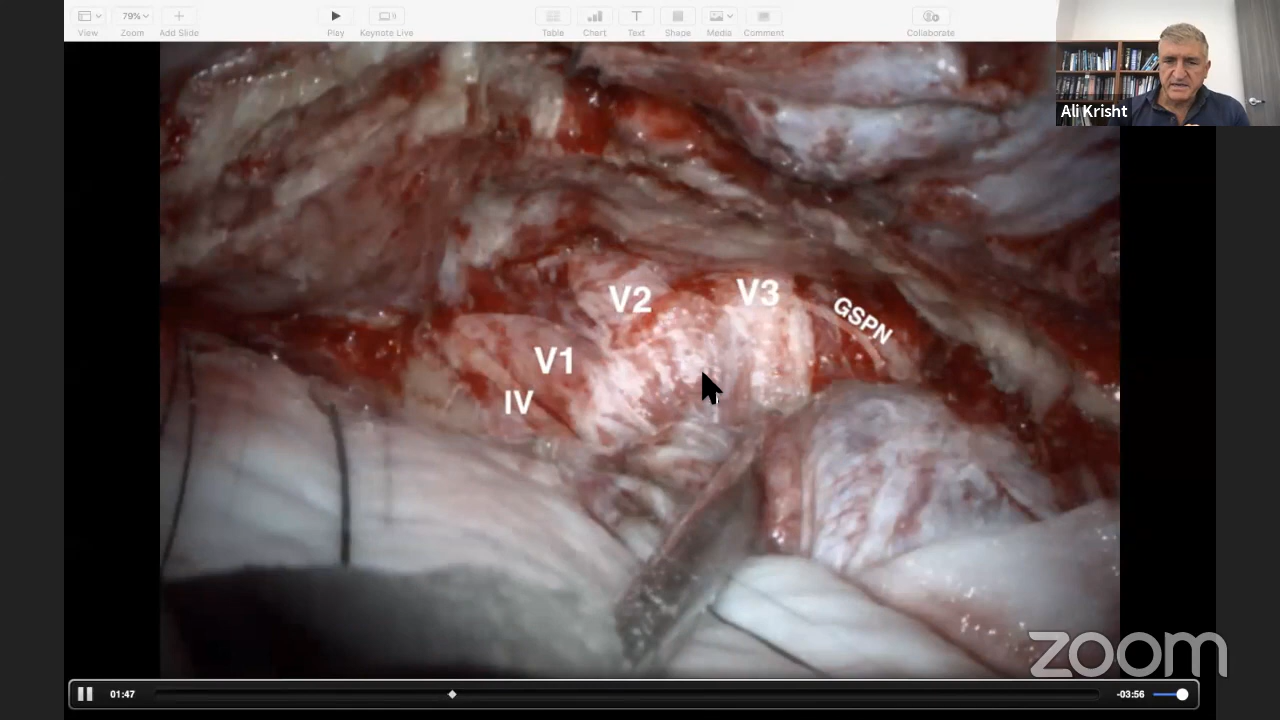 79%
View
Zoom
Add Slide
Play
Keynote Live
Table
Chart
Text
Shape
Media
Comment
Collaborate
Ali Krisht
V2
V3
GSPN
V1
IV
zoom
01:47
-03:56